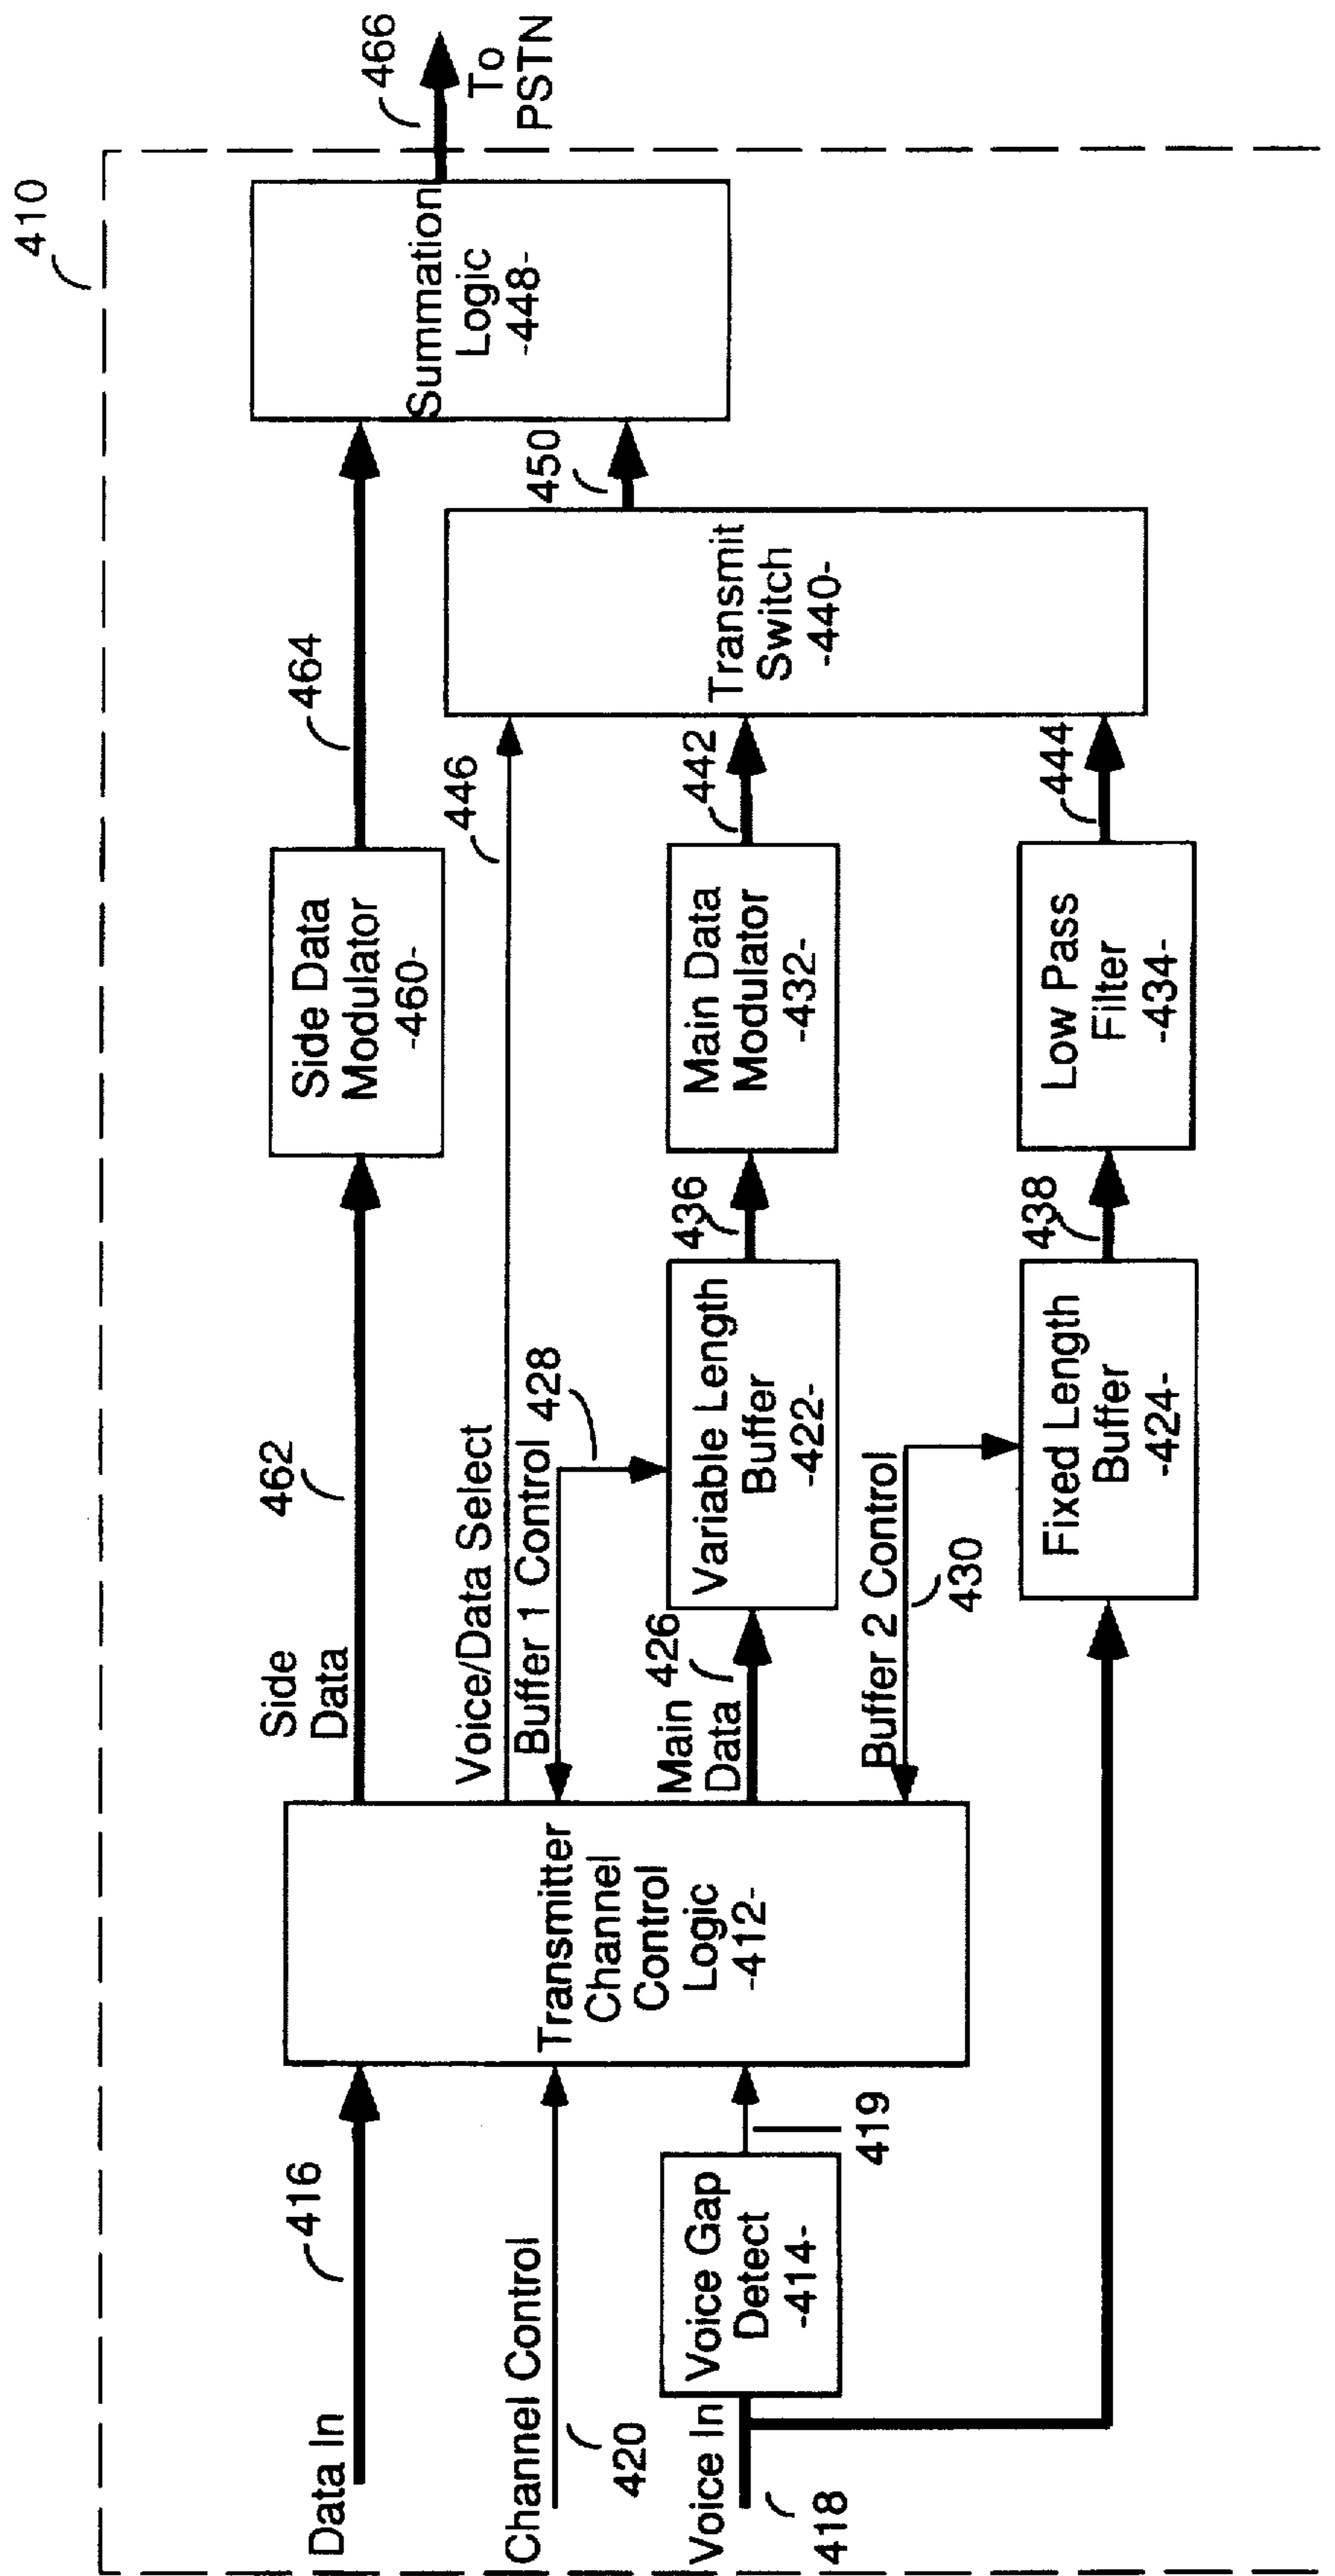 410
466
To
PSTN
Summation
Logic
-448-
450
464
Side Data
Modulator
-460-
462
Side
Data
Data In
416
446
Voice/Data Select
Transmit
Switch
-440-
Buffer 1 Control 428
Channel Control
420
Transmitter
Channel
Control
Logic
-412-
Main 426
Data
Variable Length
Buffer
-422-
436
Main Data
Modulator
-432-
442
Voice In
418
Voice Gap
Detect
-414-
419
Buffer 2 Control
430
Fixed Length
Buffer
-424-
438
Low Pass
Filter
-434-
444